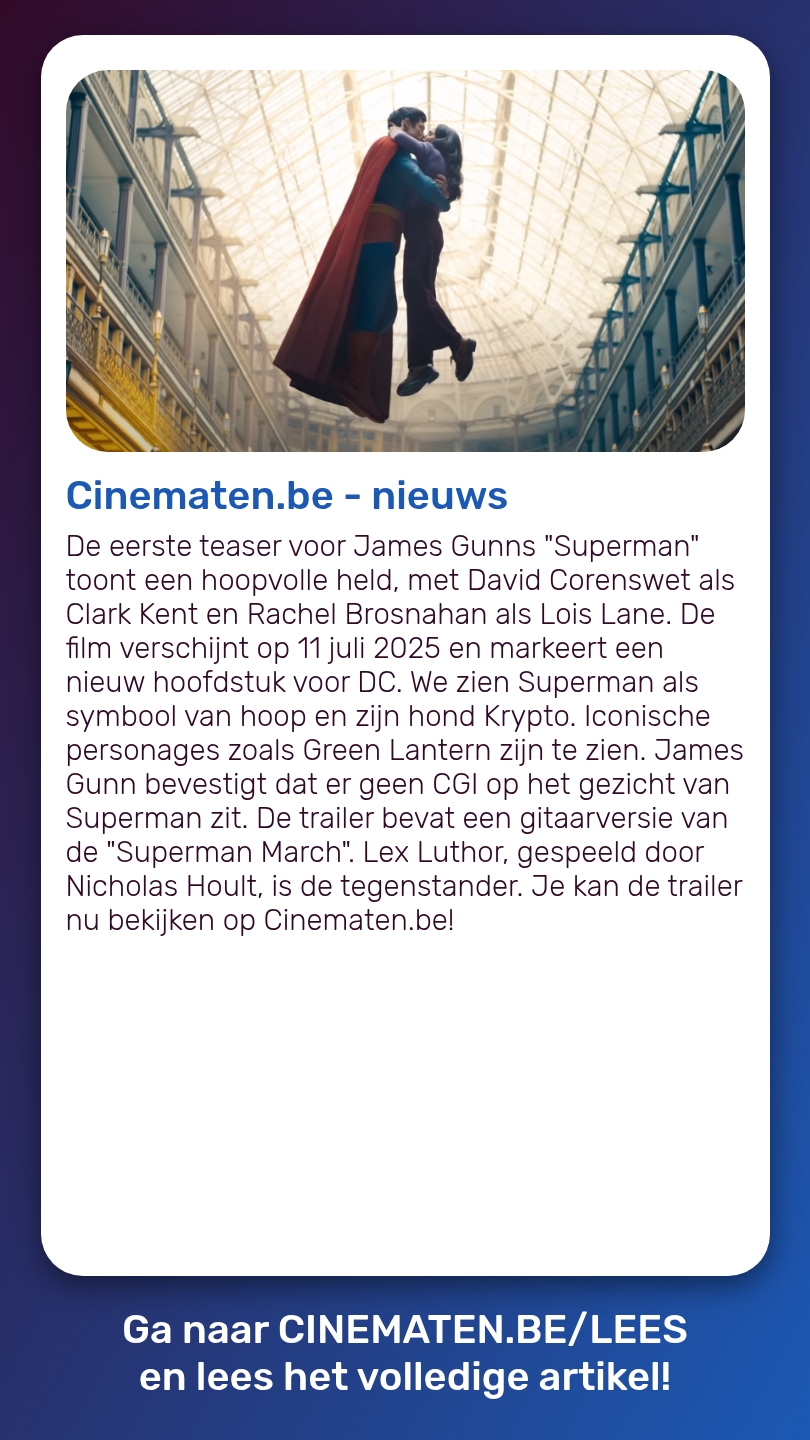 Cinematen.be - nieuws
De eerste teaser voor James Gunns "Superman"
toont een hoopvolle held, met David Corenswet als
Clark Kent en Rachel Brosnahan als Lois Lane. De
film verschijnt op 11 juli 2025 en markeert een
nieuw hoofdstuk voor DC. We zien Superman als
symbool van hoop en zijn hond Krypto. Iconische
personages zoals Green Lantern zijn te zien. James
Gunn bevestigt dat er geen CGI op het gezicht van
Superman zit. De trailer bevat een gitaarversie van
de "Superman March". Lex Luthor, gespeeld door
Nicholas Hoult, is de tegenstander. Je kan de trailer
nu bekijken op Cinematen.be!
Ga naar CINEMATEN.BE/LEES
en lees het volledige artikel!